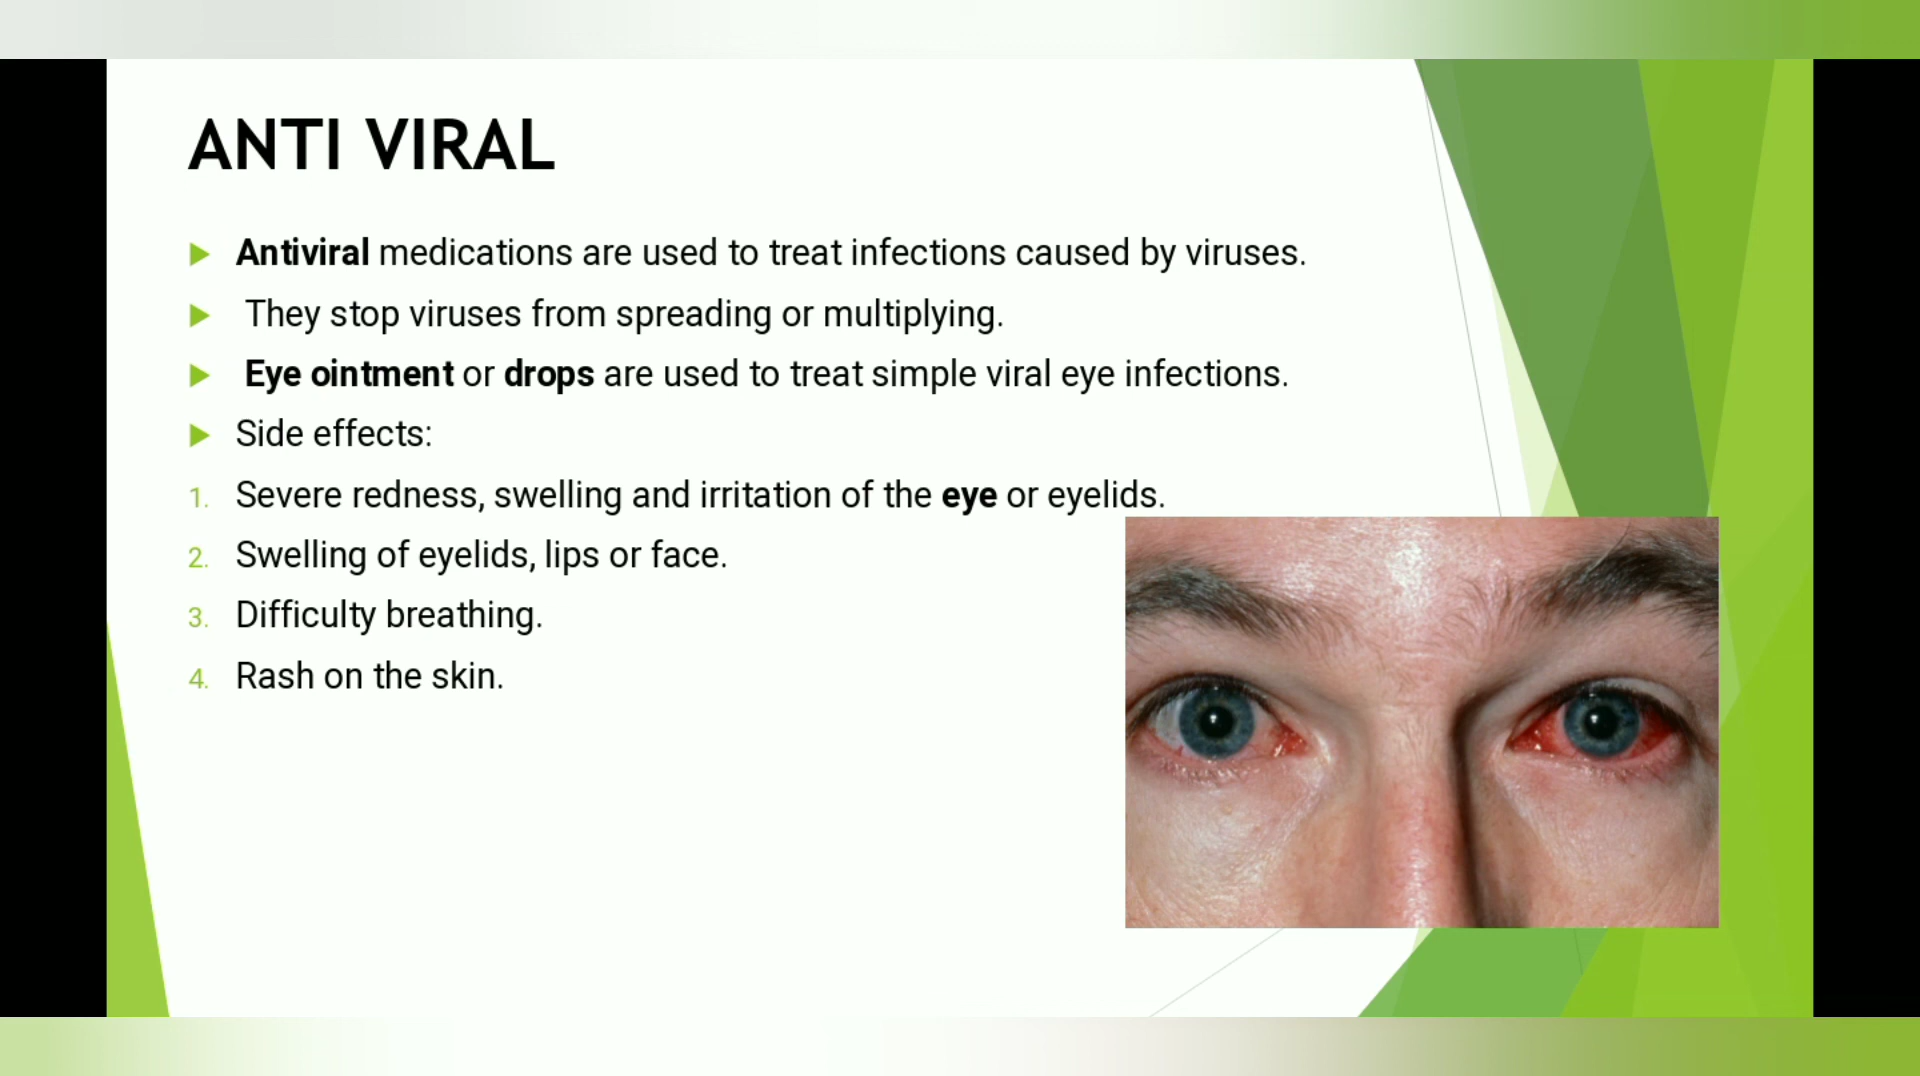 ANTI VIRAL
Antiviral medications are used to treat infections caused by viruses.
They stop viruses from spreading or multiplying.
Eye ointment or drops are used to treat simple viral eye infections.
Side effects:
1. Severe redness, swelling and irritation of the eye or eyelids.
2. Swelling of eyelids, lips or face.
3. Difficulty breathing.
4. Rash on the skin.